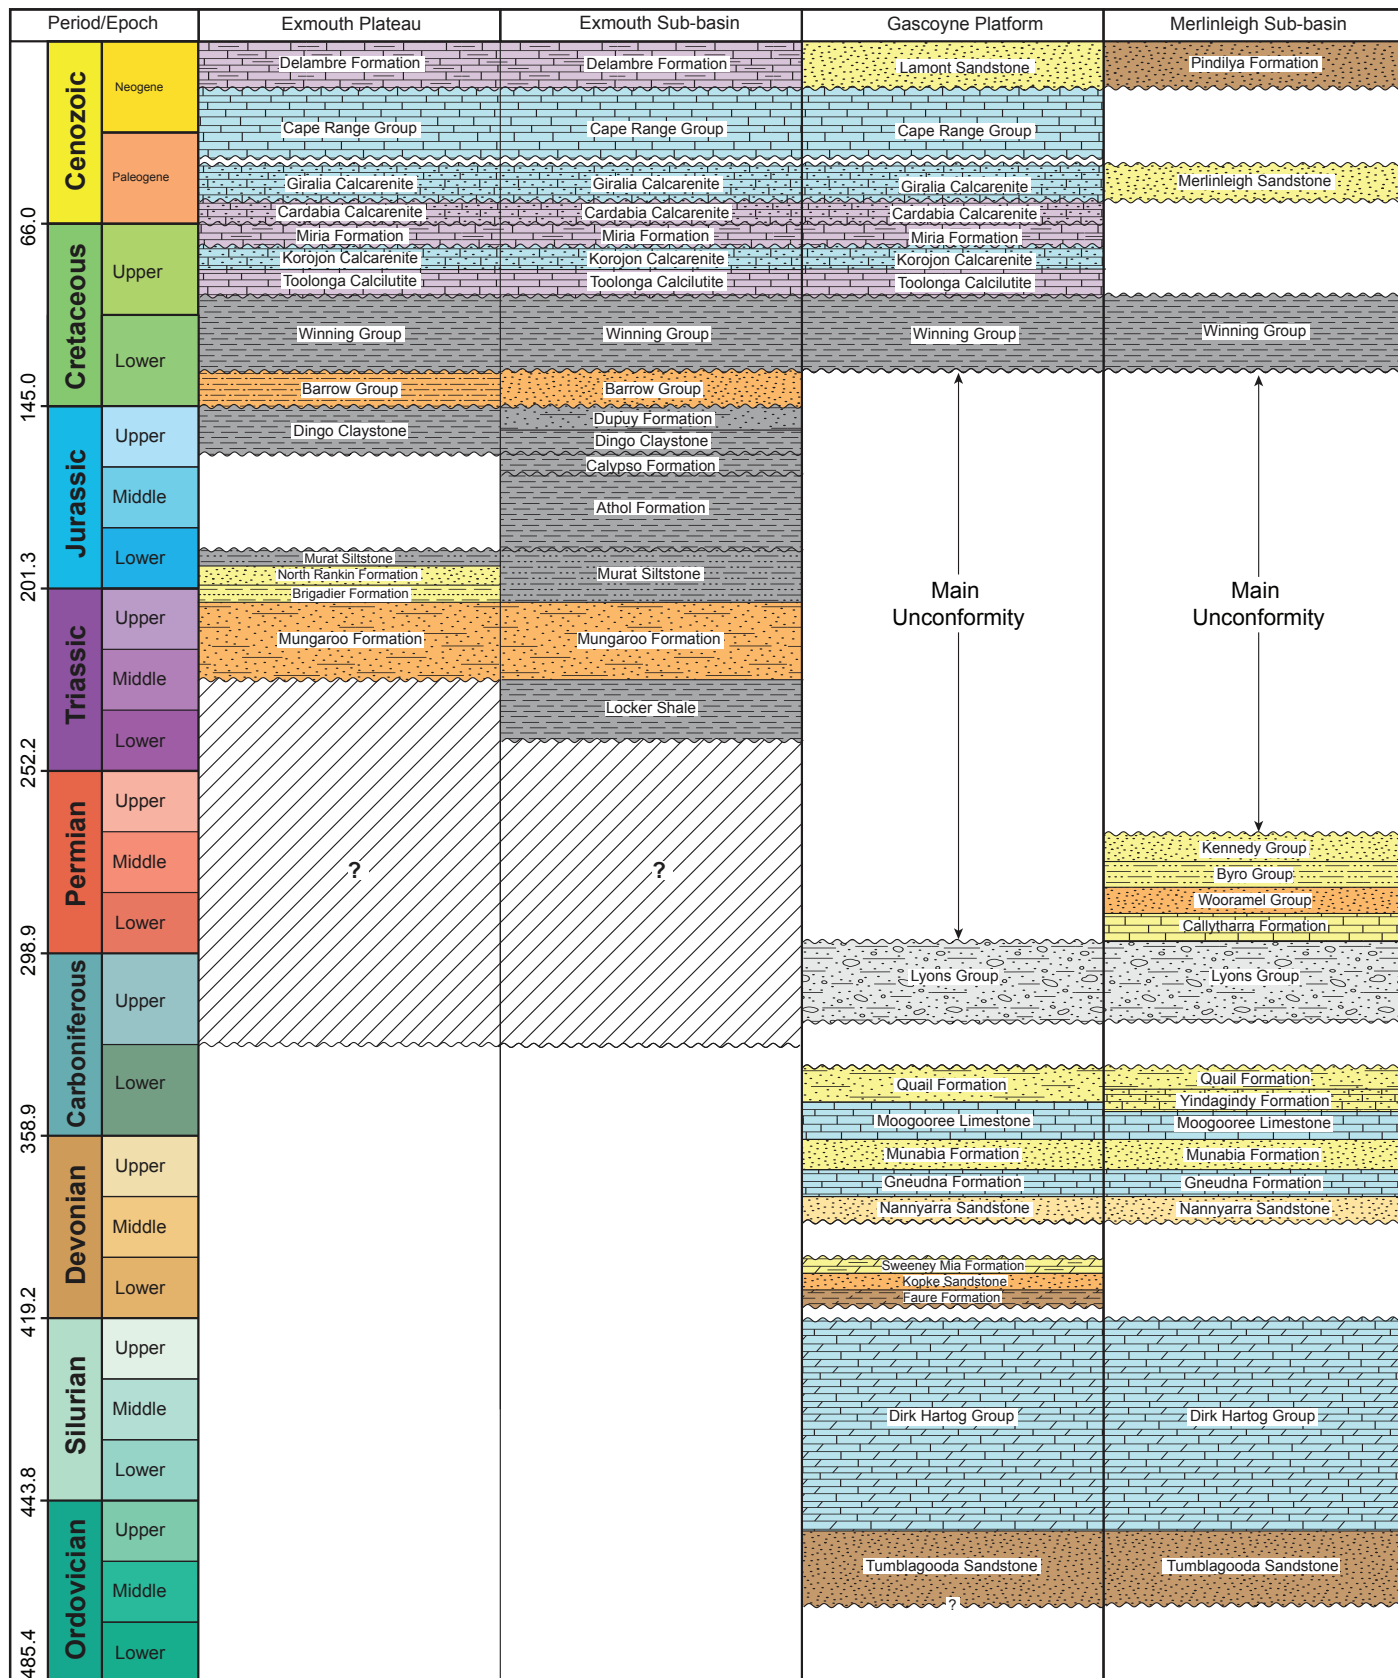 Period/Epoch
Exmouth Plateau
Exmouth Sub-basin
Gascoyne Platform
Merlinleigh Sub-basin
Cenozoic
Neogene
Paleogene
66.0
Cretaceous
Upper
Lower
145.0
Jurassic
Upper
Middle
Lower
201.3
Triassic
Upper
Middle
Lower
252.2
Permian
Upper
Middle
Lower
298.9
Carboniferous
Upper
Lower
358.9
Devonian
Upper
Middle
Lower
419.2
Silurian
Upper
Middle
Lower
443.8
Ordovician
Upper
Middle
Lower
485.4
Delambre Formation
Cape Range Group
Giralia Calcarenite
Cardabia Calcarenite
Miria Formation
Korojon Calcarenite
Toolonga Calcilutite
Winning Group
Barrow Group
Dingo Claystone
Murat Siltstone
North Rankin Formation
Brigadier Formation
Mungaroo Formation
?
Delambre Formation
Cape Range Group
Giralia Calcarenite
Cardabia Calcarenite
Miria Formation
Korojon Calcarenite
Toolonga Calcilutite
Winning Group
Barrow Group
Dupuy Formation
Dingo Claystone
Calypso Formation
Athol Formation
Murat Siltstone
Mungaroo Formation
Locker Shale
?
Lamont Sandstone
Cape Range Group
Giralia Calcarenite
Cardabia Calcarenite
Miria Formation
Korojon Calcarenite
Toolonga Calcilutite
Winning Group
Main
Unconformity
Lyons Group
Quail Formation
Moogooree Limestone
Munabia Formation
Gneudna Formation
Nannyarra Sandstone
Sweeney Mia Formation
Kopke Sandstone
Faure Formation
Dirk Hartog Group
Tumblagooda Sandstone
?
Pindilya Formation
Merlinleigh Sandstone
Winning Group
Main
Unconformity
Kennedy Group
Byro Group
Wooramel Group
Callytharra Formation
Lyons Group
Quail Formation
Yindagindy Formation
Moogooree Limestone
Munabia Formation
Gneudna Formation
Nannyarra Sandstone
Dirk Hartog Group
Tumblagooda Sandstone